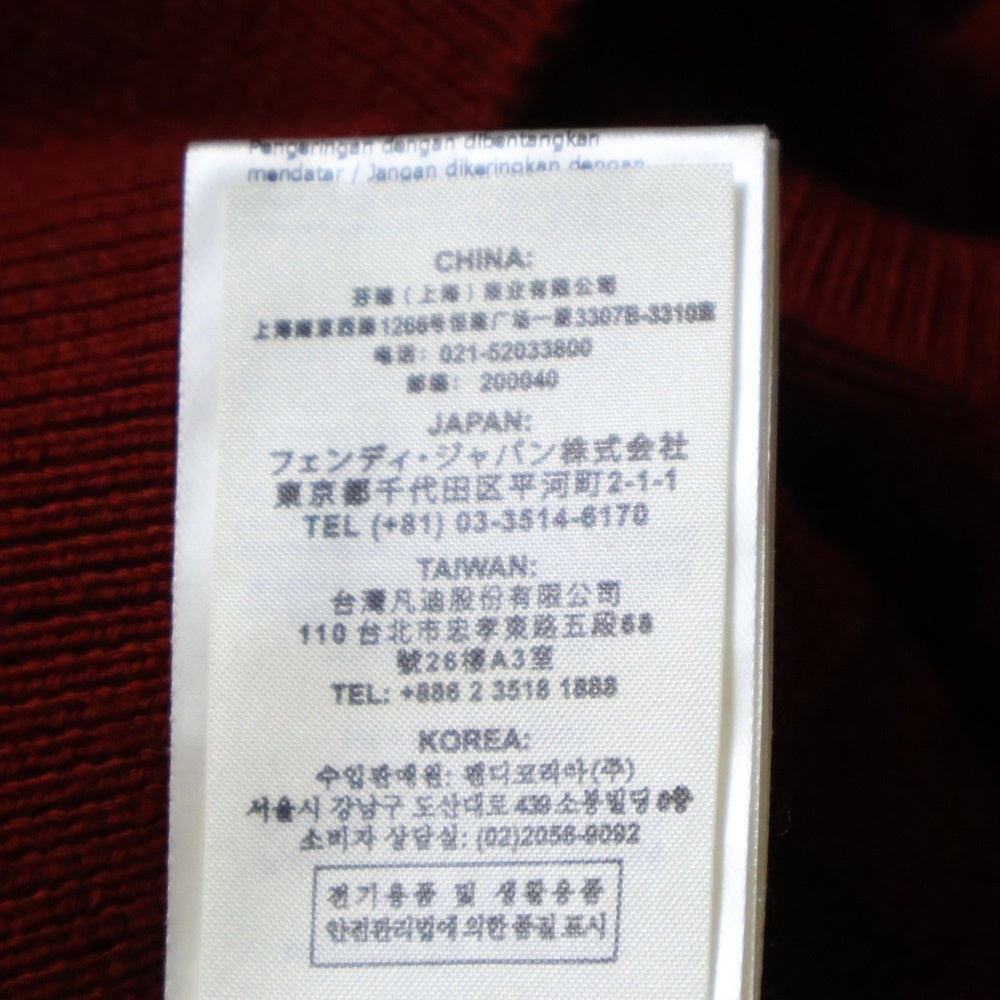 Pengeringan dengan dibentangkan
mendatar / Jangan dikeringkan dengan
CHINA:
芬迪（上海）商业有限公司
上海南京西路1266号恒隆广场一层3307B-3310室
电话: 021-52033800
邮编: 200040
JAPAN:
フェンディ・ジャパン株式会社
東京都千代田区平河町2-1-1
TEL (+81) 03-3514-6170
TAIWAN:
台灣凡迪股份有限公司
110 台北市忠孝東路五段68
號26樓A3室
TEL: +886 2 3518 1888
KOREA:
수입판매원: 펜디코리아(주)
서울시 강남구 도산대로 439 소봉빌딩
소비자 상담실: (02)2056-9092
전기용품 및 생활용품
안전관리법에 의한 품질 표시